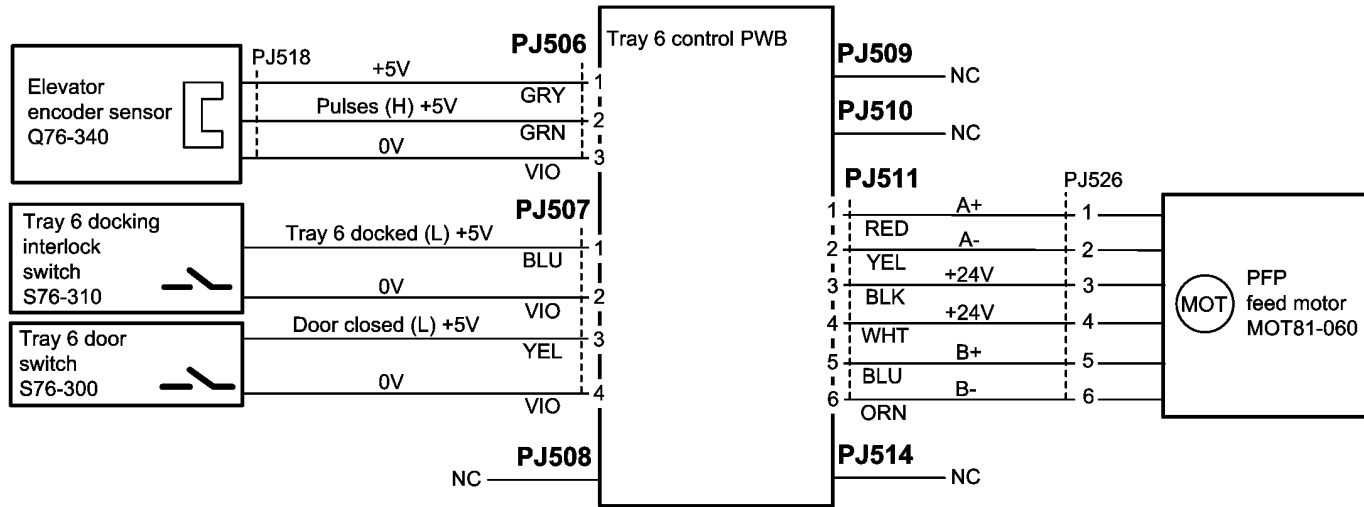 Tray 6 control PWB
Elevator
encoder sensor
Q76-340
PJ518
PJ506
+5V
1
GRY
Pulses (H) +5V
2
GRN
0V
3
VIO
Tray 6 docking
interlock
switch
S76-310
PJ507
Tray 6 docked (L) +5V
1
BLU
0V
2
VIO
Tray 6 door
switch
S76-300
Door closed (L) +5V
3
YEL
0V
4
VIO
PJ508
NC
PJ509
NC
PJ510
NC
PJ511
PJ526
1
A+
1
RED
2
A-
2
YEL
3
+24V
3
BLK
4
+24V
4
WHT
5
B+
5
BLU
6
B-
6
ORN
MOT
PFP
feed motor
MOT81-060
PJ514
NC